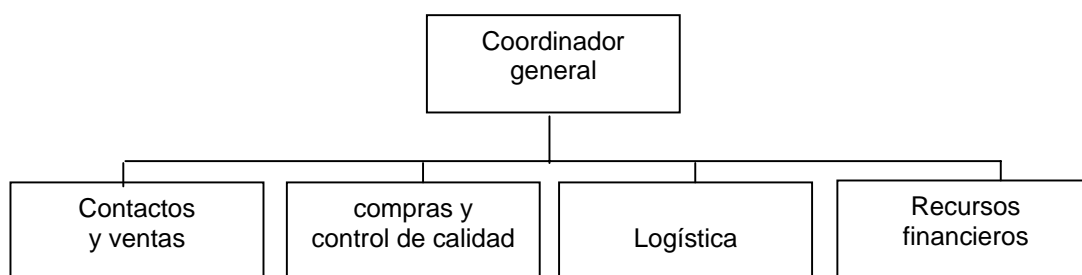 Coordinador
general
Contactos
y ventas
compras y
control de calidad
Logística
Recursos
financieros